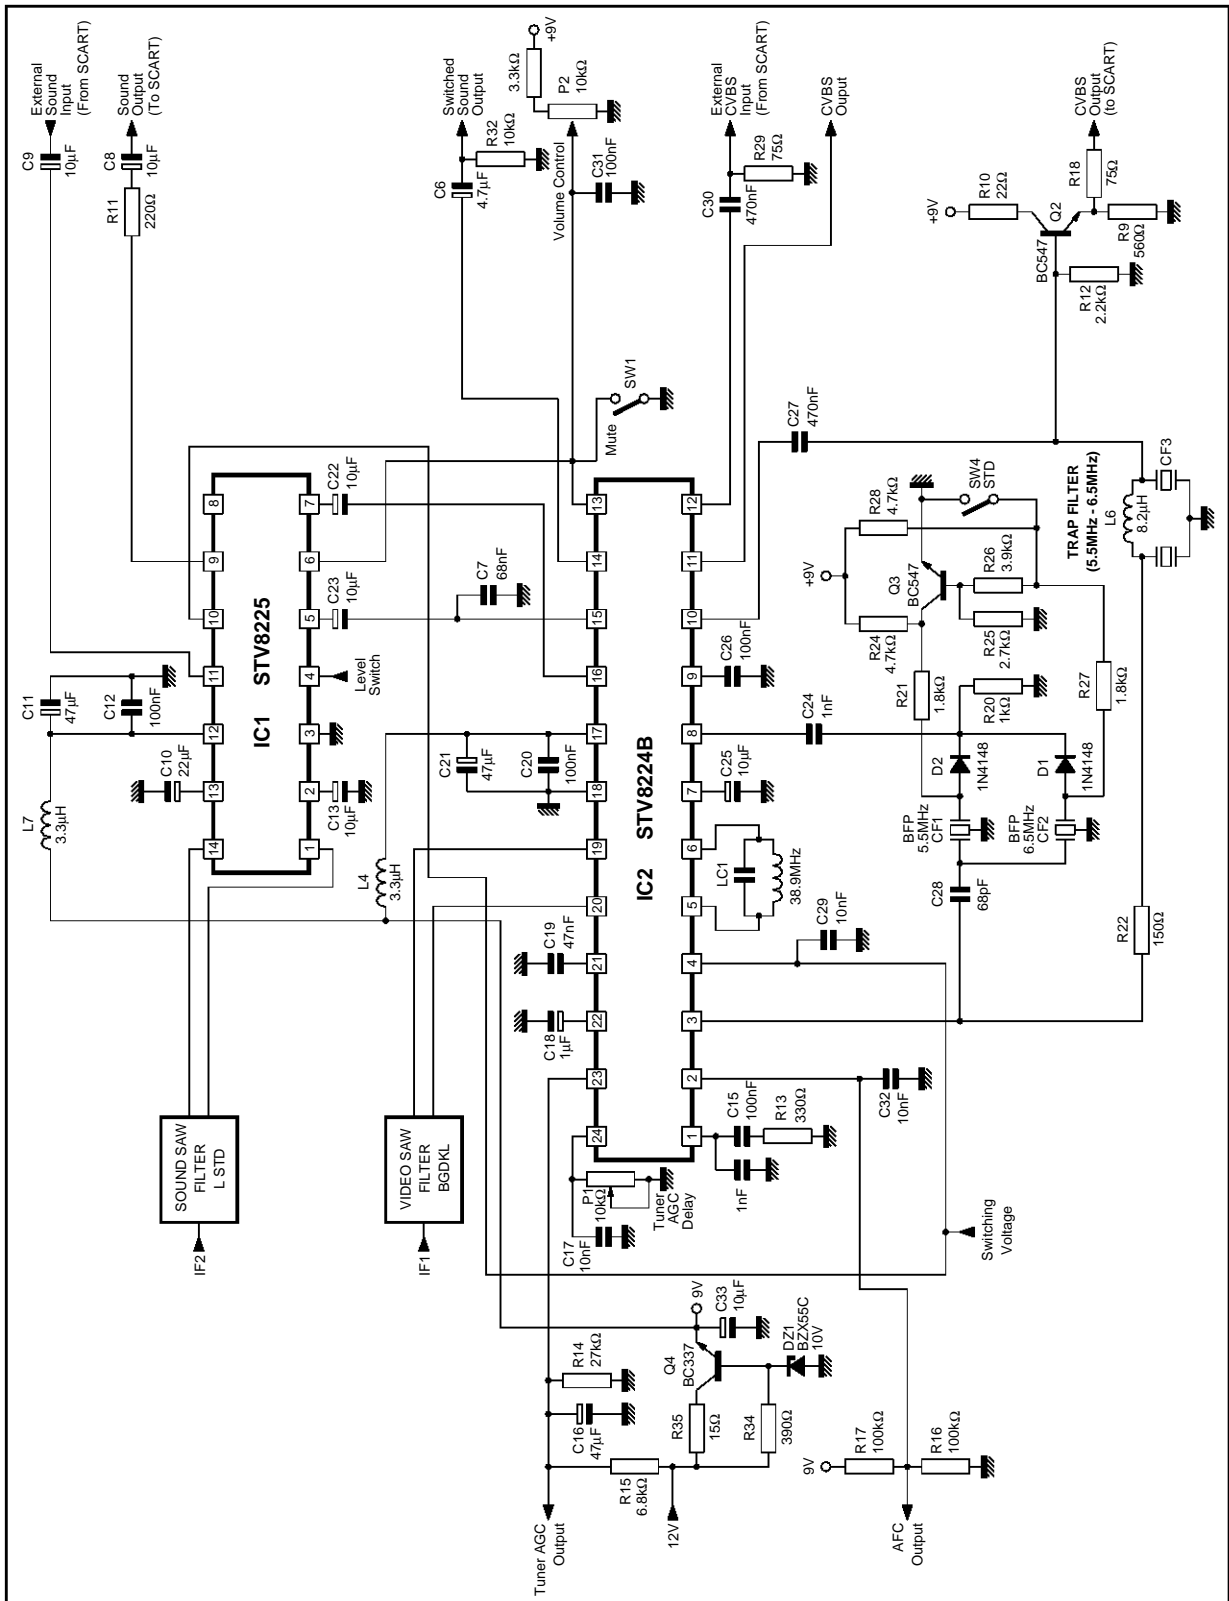 External
Sound
Input
(From SCART)
C9
10µF
Sound
Output
(To SCART)
C8
10µF
R11
220Ω
Switched
Sound
Output
C6
4.7µF
R32
10kΩ
+9V
3.3kΩ
P2
10kΩ
Volume Control
C31
100nF
External
CVBS
Input
(From SCART)
C30
470nF
R29
75Ω
CVBS
Ouput
CVBS
Output
(to SCART)
R18
75Ω
+9V
R10
22Ω
Q2
BC547
R9
560Ω
R12
2.2kΩ
C11
47µF
C12
100nF
L7
3.3µH
C10
22µF
14
13
12
11
10
9
8
IC1
STV8225
1
2
3
4
5
6
7
C13
10µF
Level
Switch
C23
10µF
C22
10µF
C7
68nF
Mute
SW1
L4
3.3µH
C21
47µF
C20
100nF
C19
47nF
C18
1µF
24
23
22
21
20
19
18
17
16
15
14
13
IC2
STV8224B
1
2
3
4
5
6
7
8
9
10
11
12
SOUND SAW
FILTER
L STD
IF2
VIDEO SAW
FILTER
BGDKL
IF1
C17
10nF
P1
10kΩ
Tuner
AGC
Delay
1nF
C15
100nF
R13
330Ω
C32
10nF
C29
10nF
LC1
38.9MHz
C25
10µF
C24
1nF
C26
100nF
C27
470nF
+9V
R28
4.7kΩ
R24
4.7kΩ
Q3
BC547
SW4
STD
R21
1.8kΩ
R26
3.9kΩ
R25
2.7kΩ
R20
1kΩ
R27
1.8kΩ
D2
1N4148
D1
1N4148
BFP
5.5MHz
CF1
BFP
6.5MHz
CF2
C28
68pF
R22
150Ω
TRAP FILTER
(5.5MHz - 6.5MHz)
L6
8.2µH
CF3
Switching
Voltage
Tuner AGC
Output
R14
27kΩ
C16
47µF
R15
6.8kΩ
12V
R35
15Ω
R34
390Ω
Q4
BC337
9V
C33
10µF
DZ1
BZX55C
10V
9V
R17
100kΩ
R16
100kΩ
AFC
Output